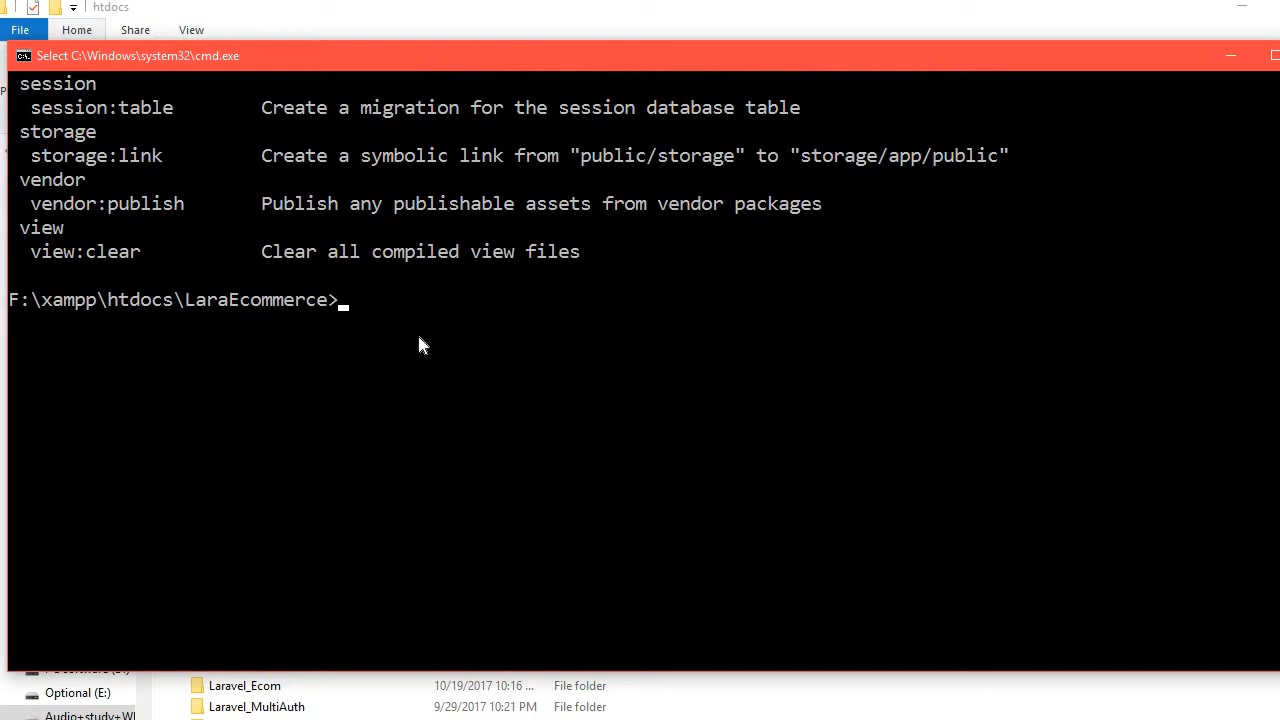 htdocs
File Home Share View
Select C:\Windows\system32\cmd.exe
session
session:table Create a migration for the session database table
storage
storage:link Create a symbolic link from "public/storage" to "storage/app/public"
vendor
vendor:publish Publish any publishable assets from vendor packages
view
view:clear Clear all compiled view files
F:\xampp\htdocs\LaraEcommerce>
Optional (E:)
Laravel_Ecom 10/19/2017 10:16 ... File folder
Laravel_MultiAuth 9/29/2017 10:21 PM File folder
Audio+study+W